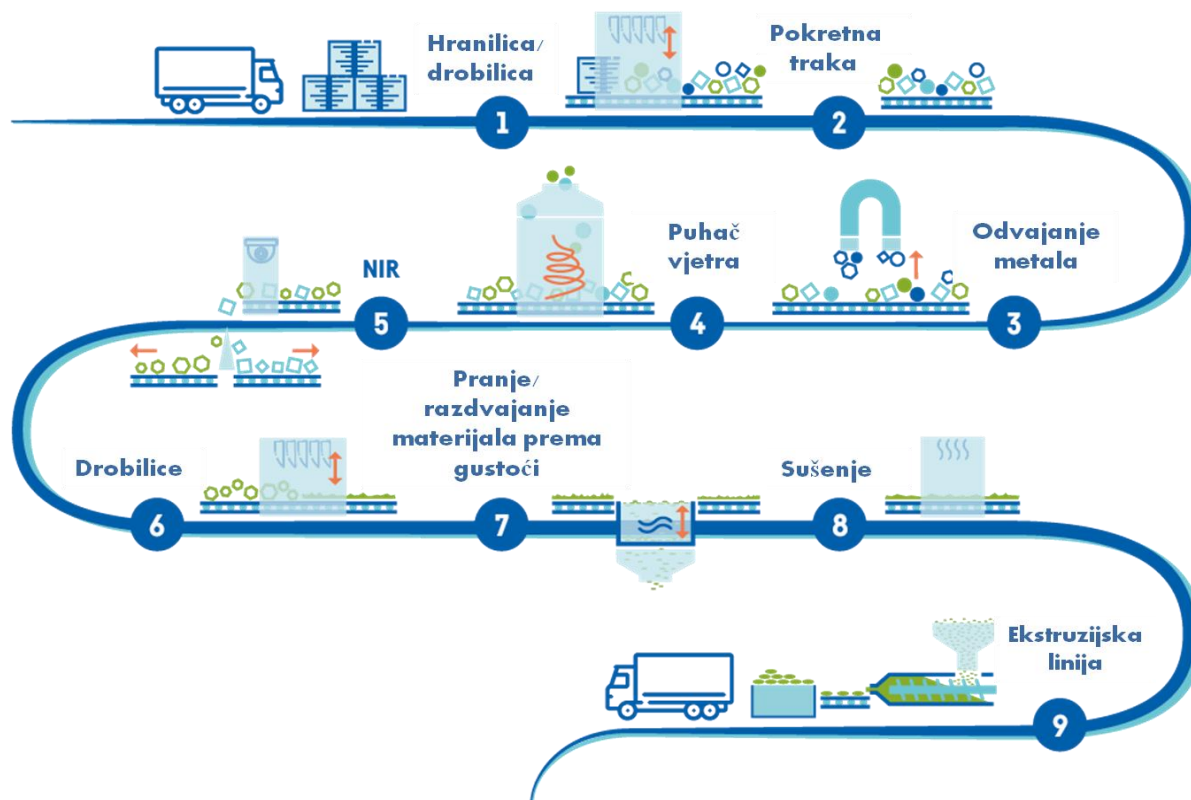 Hranilica/
drobilica
1
Pokretna
traka
2
Odvajanje
metala
3
Puhač
vjetra
4
NIR
5
Drobilice
6
Pranje/
razdvajanje
materijala prema
gustoći
7
Sušenje
8
Ekstruzijska
linija
9